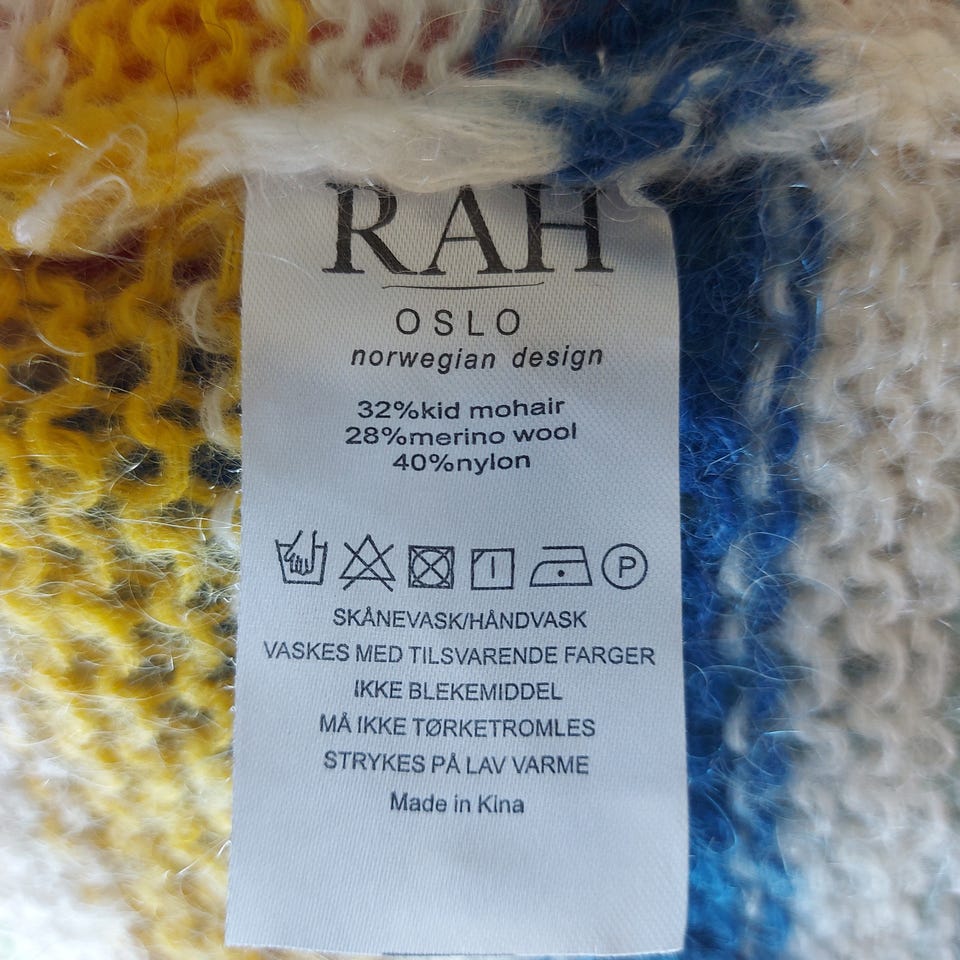 RAH
OSLO
norwegian design
32%kid mohair
28%merino wool
40%nylon
P
SKÅNEVASK/HÅNDVASK
VASKES MED TILSVARENDE FARGER
IKKE BLEKEMIDDEL
MÅ IKKE TØRKETROMLES
STRYKES PÅ LAV VARME
Made in Kina